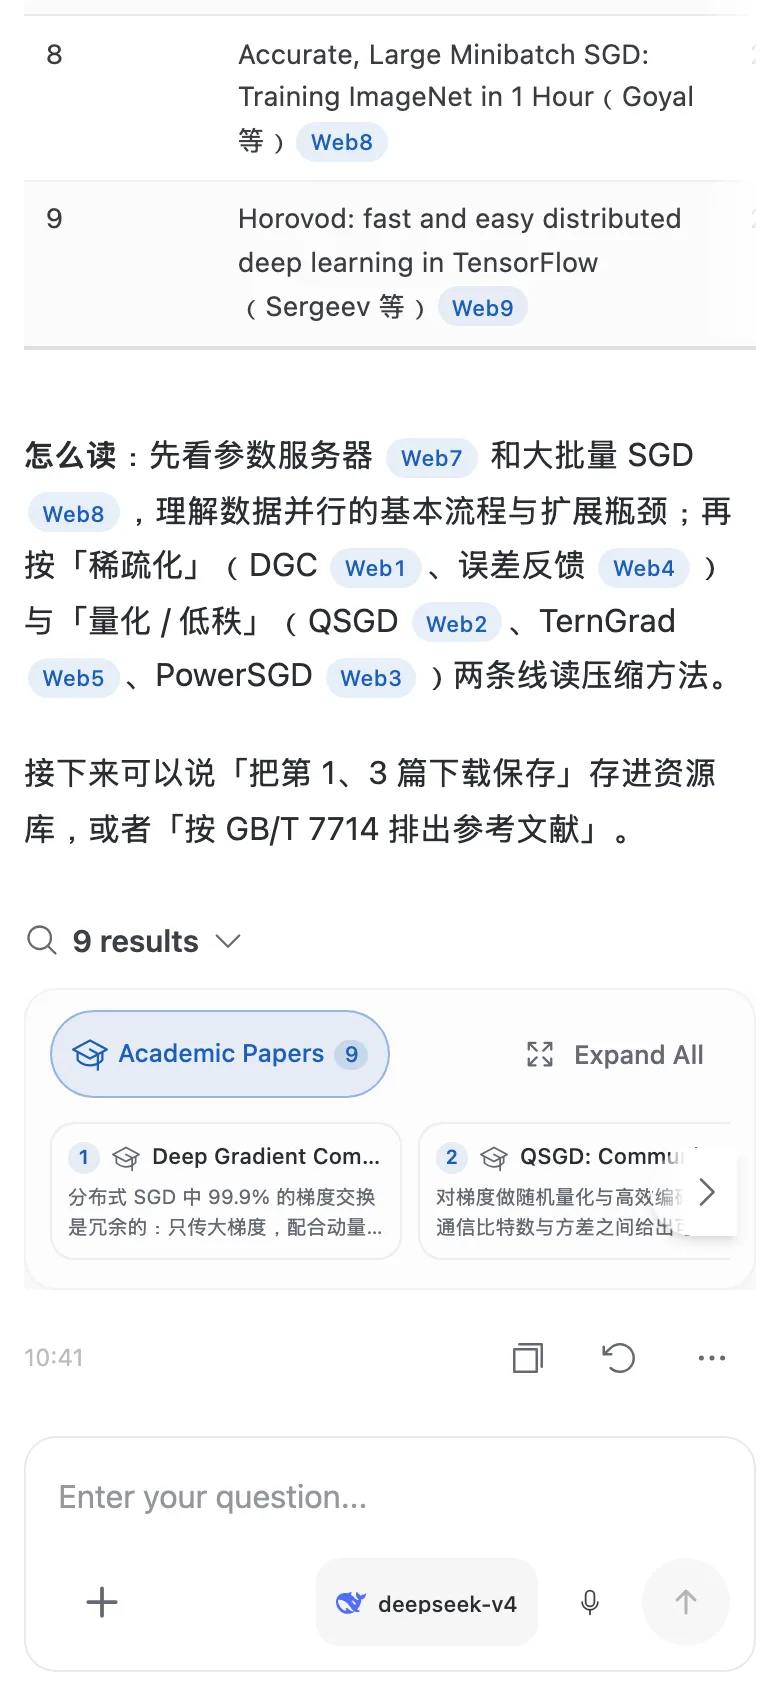 8
Accurate, Large Minibatch SGD:
Training ImageNet in 1 Hour（Goyal
等） Web8
9
Horovod: fast and easy distributed
deep learning in TensorFlow
（Sergeev 等） Web9
怎么读：先看参数服务器 Web7 和大批量 SGD
Web8 ，理解数据并行的基本流程与扩展瓶颈；再
按「稀疏化」（DGC Web1 、误差反馈 Web4 ）
与「量化 / 低秩」（QSGD Web2 、TernGrad
Web5 、PowerSGD Web3 ）两条线读压缩方法。
接下来可以说「把第 1、3 篇下载保存」存进资源
库，或者「按 GB/T 7714 排出参考文献」。
9 results
Academic Papers 9
Expand All
1 Deep Gradient Com...
分布式 SGD 中 99.9% 的梯度交换
是冗余的：只传大梯度，配合动量...
2 QSGD: Commu
对梯度做随机量化与高效编
通信比特数与方差之间给出
10:41
Enter your question...
deepseek-v4